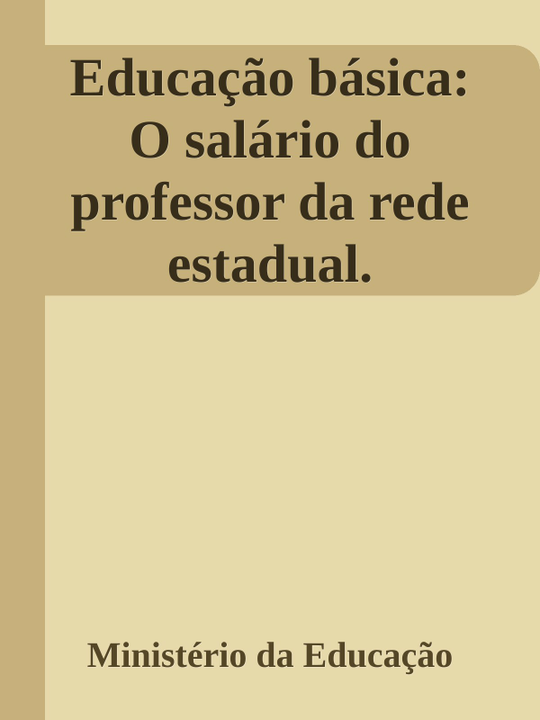 Educação básica:
O salário do
professor da rede
estadual.
Ministério da Educação